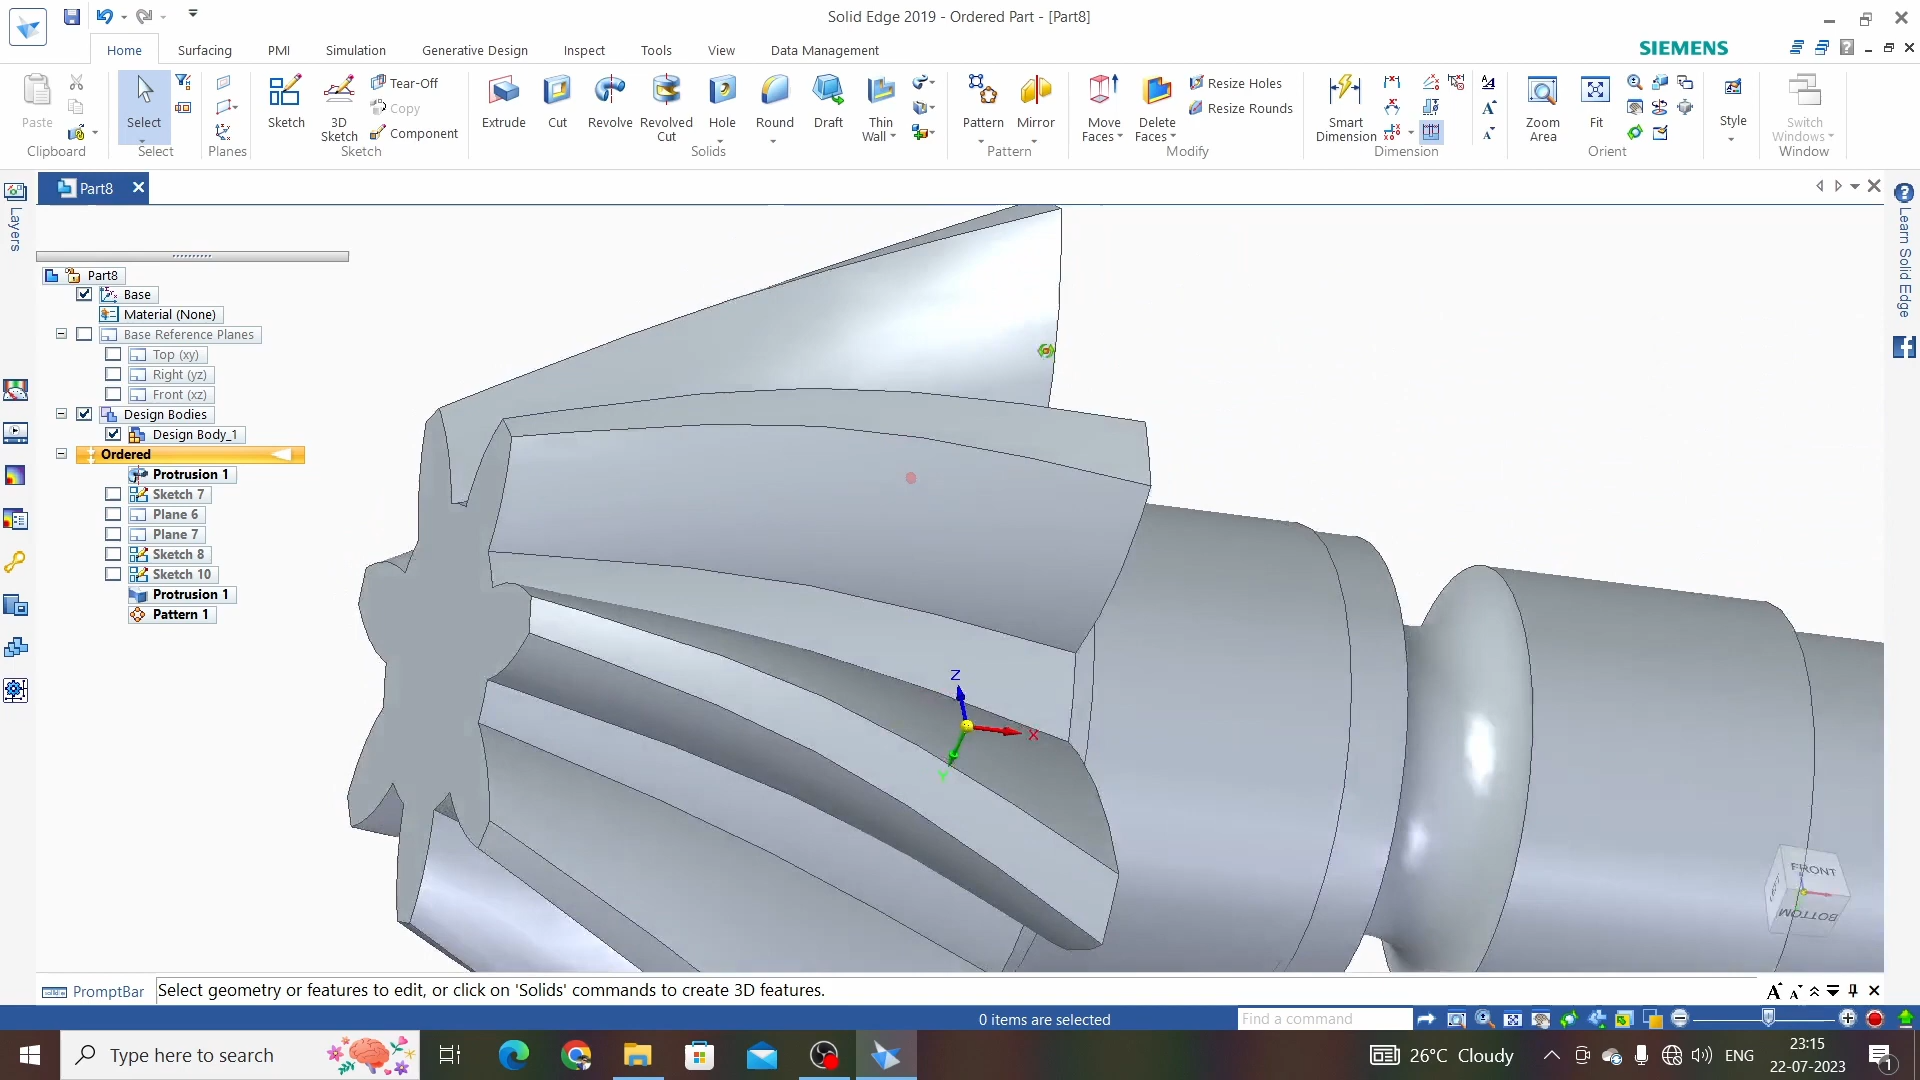 Solid Edge 2019 - Ordered Part - [Part8]
Home Surfacing PMI Simulation Generative Design Inspect Tools View Data Management
SIEMENS
Paste
Select
Sketch
3D Sketch
Tear-Off
Copy
Component
Extrude
Cut
Revolve
Revolved Cut
Hole
Round
Draft
Thin Wall
Pattern
Mirror
Move Faces
Delete Faces
Resize Holes
Resize Rounds
Smart Dimension
Zoom Area
Fit
Style
Switch Windows
Clipboard Select Planes Sketch Solids Pattern Modify Dimension Orient Style Window
Part8
Layers
Learn Solid Edge
Part8
Base
Material (None)
Base Reference Planes
Top (xy)
Right (yz)
Front (xz)
Design Bodies
Design Body_1
Ordered
Protrusion 1
Sketch 7
Plane 6
Plane 7
Sketch 8
Sketch 10
Protrusion 1
Pattern 1
Z
X
Y
FRONT
BOTTOM
PromptBar
Select geometry or features to edit, or click on 'Solids' commands to create 3D features.
0 items are selected
Find a command
Type here to search
26°C Cloudy
ENG
23:15
22-07-2023
1